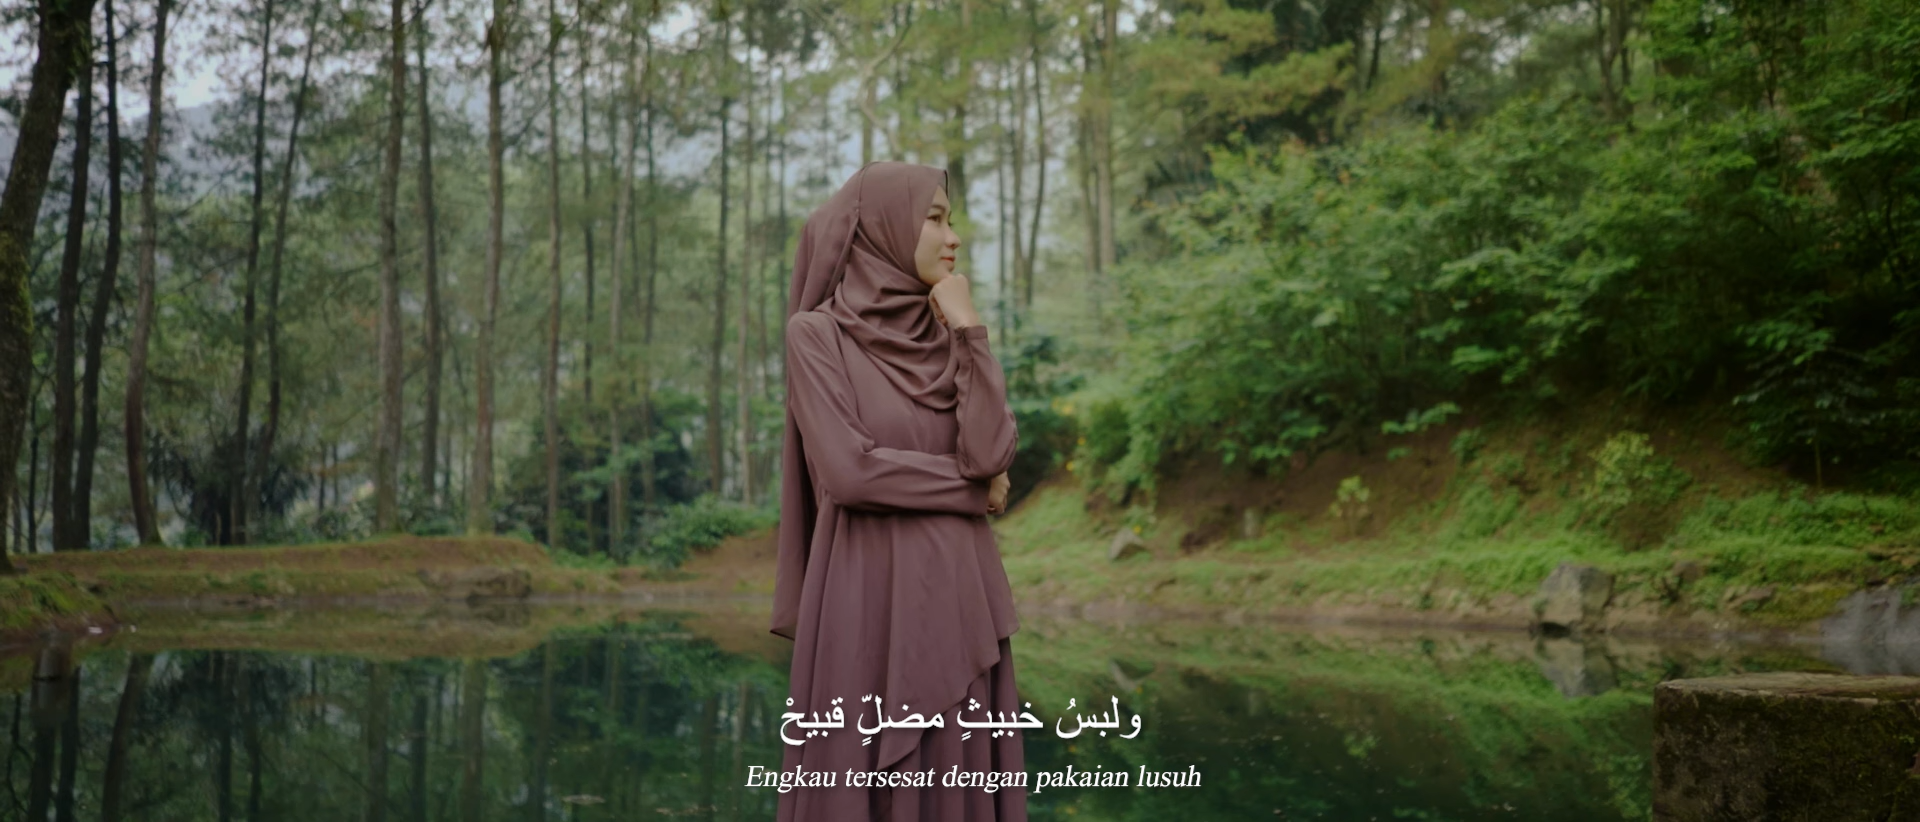 ولبسُ خبيثٍ مضلٍّ قبيحْ
Engkau tersesat dengan pakaian lusuh